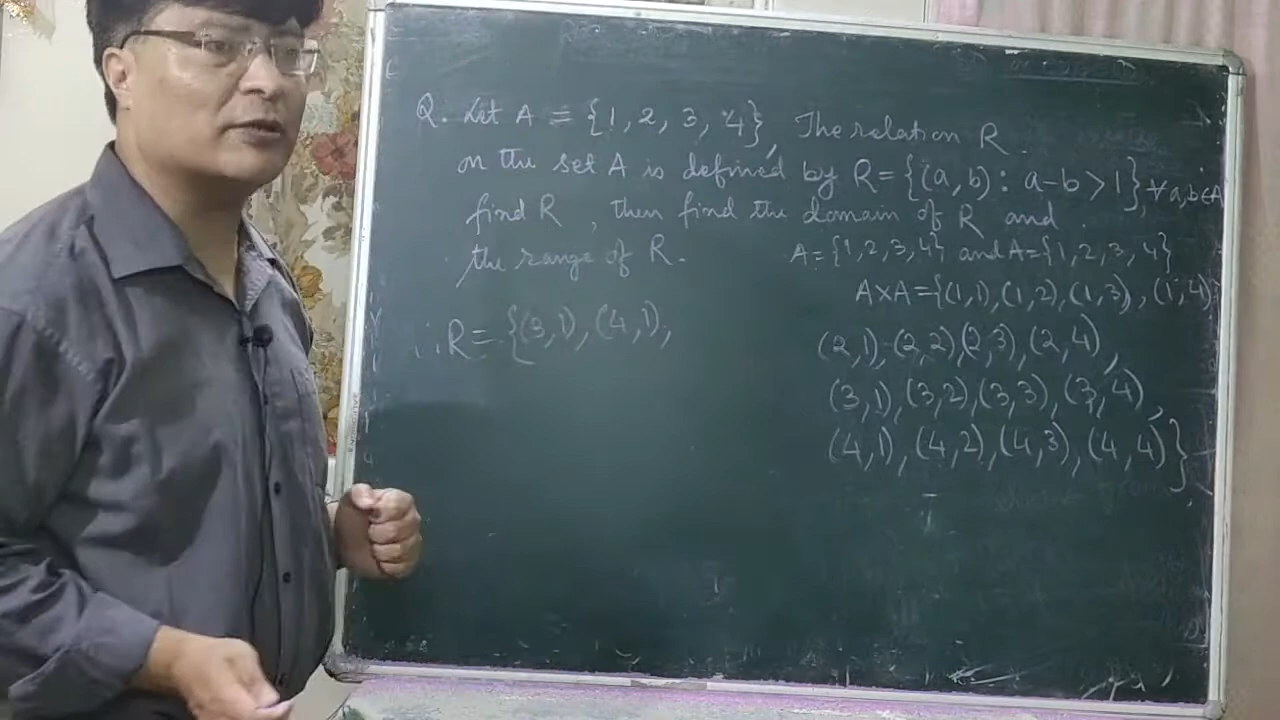 Q. Let A = {1, 2, 3, 4}, The relation R
on the set A is defined by R = {(a, b) : a-b > 1}, ∀ a,b ∈ A
find R , then find the domain of R and
the range of R.
A = {1, 2, 3, 4} and A = {1, 2, 3, 4}
A×A = {(1,1), (1,2), (1,3), (1,4),
(2,1), (2,2), (2,3), (2,4),
(3,1), (3,2), (3,3), (3,4),
(4,1), (4,2), (4,3), (4,4)}
∴ R = {(3,1), (4,1),